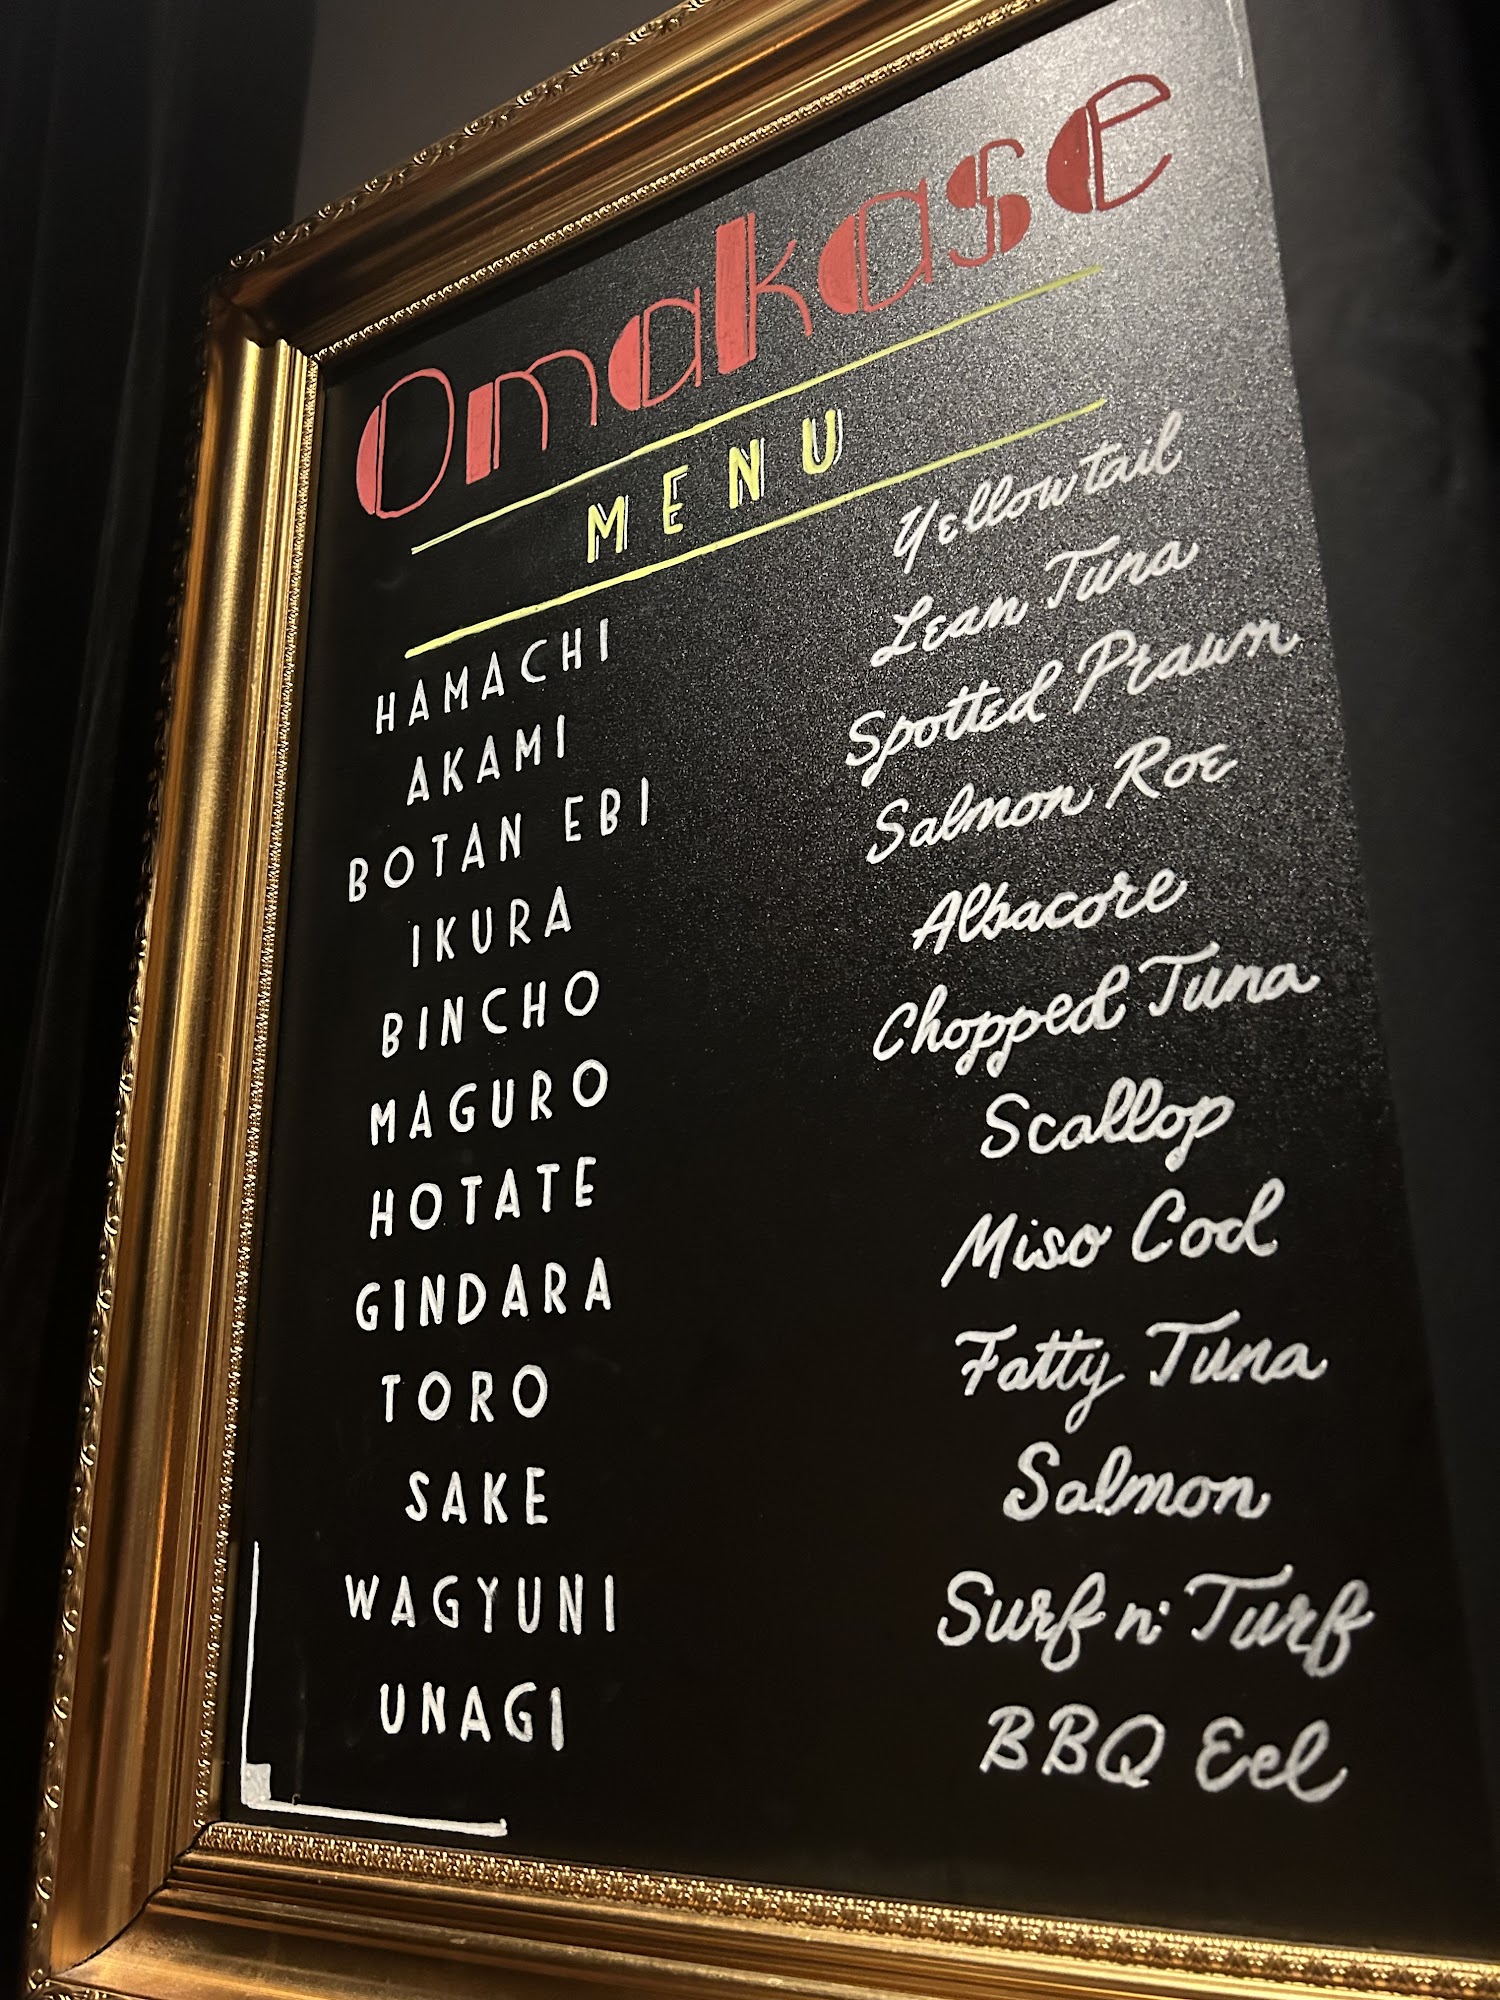 Omakase
MENU
HAMACHI Yellowtail
AKAMI Lean Tuna
BOTAN EBI Spotted Prawn
IKURA Salmon Roe
BINCHO Albacore
MAGURO Chopped Tuna
HOTATE Scallop
GINDARA Miso Cod
TORO Fatty Tuna
SAKE Salmon
WAGYUNI Surf n' Turf
UNAGI BBQ Eel